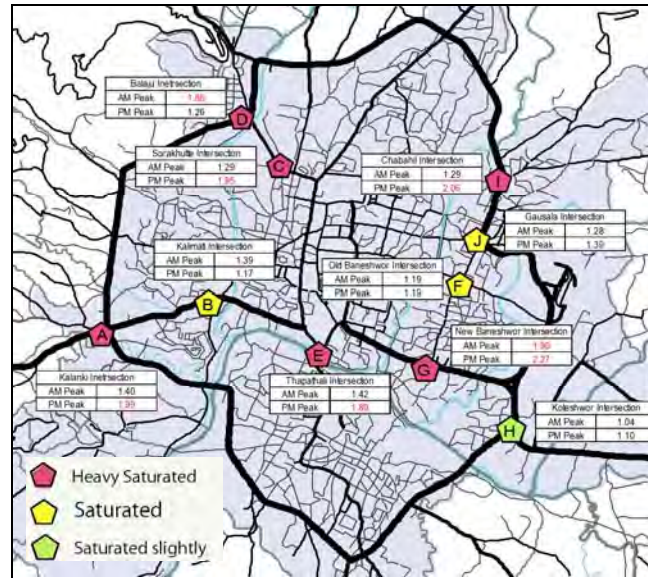 Balaju Inetrsection
AM Peak 1.86
PM Peak 1.26
D
Sorakhutte Intersection
AM Peak 1.29
PM Peak 1.95
C
Chabahil Intersection
AM Peak 1.29
PM Peak 2.06
I
Gausala Intersection
AM Peak 1.28
PM Peak 1.39
J
Kalimati Intersection
AM Peak 1.39
PM Peak 1.17
B
Old Baneshwor Intersection
AM Peak 1.19
PM Peak 1.19
F
A
E
New Baneshwor Intersection
AM Peak 1.90
PM Peak 2.27
G
Kalanki Inetrsection
AM Peak 1.40
PM Peak 1.99
Thapathali Intersection
AM Peak 1.42
PM Peak 1.89
Koteshwor Intersection
AM Peak 1.04
PM Peak 1.10
H
Heavy Saturated
Saturated
Saturated slightly